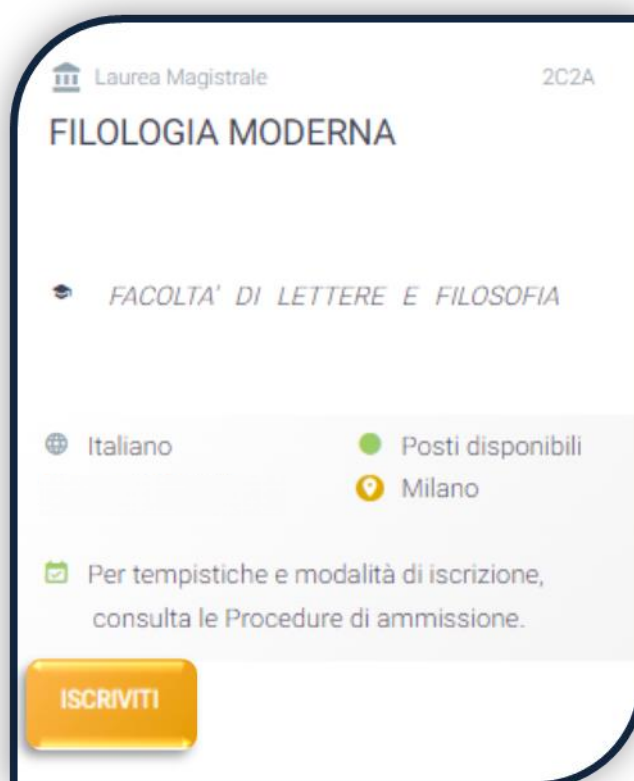 Laurea Magistrale 2C2A
FILOLOGIA MODERNA
FACOLTA' DI LETTERE E FILOSOFIA
Italiano
Posti disponibili
Milano
Per tempistiche e modalità di iscrizione,
consulta le Procedure di ammissione.
ISCRIVITI